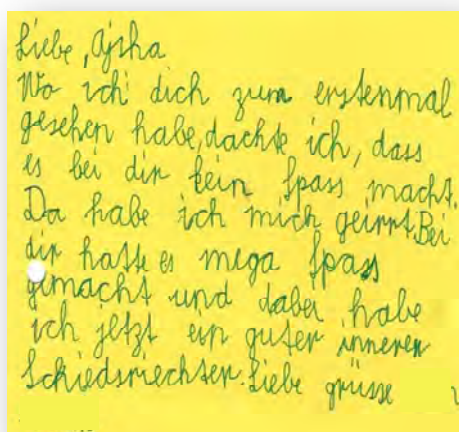 Liebe, Ajsha
Wo ich dich zum erstenmal
gesehen habe, dachte ich, dass
es bei dir kein spass macht.
Da habe ich mich geirrt. Bei
dir hatte es mega spass
gemacht und dabei habe
ich jetzt ein guter inneren
Schiedsriechter. Liebe grüsse